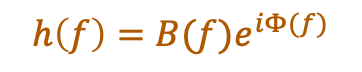 h(f) = B(f)e^{iΦ(f)}